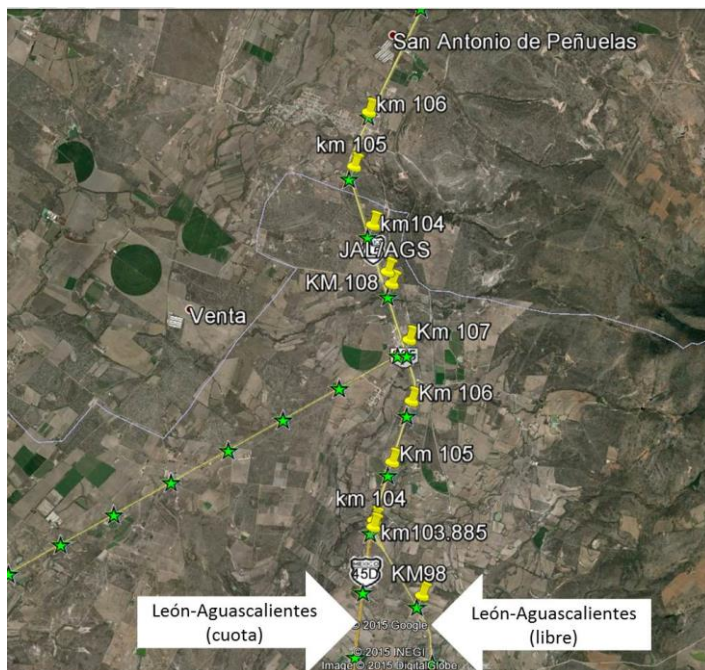 San Antonio de Peñuelas
km 106
km 105
km104
JAL/AGS
KM 108
Venta
Km 107
Km 106
Km 105
km 104
km103.885
MEXICO
45D
KM98
León-Aguascalientes
(cuota)
León-Aguascalientes
(libre)
© 2015 Google
© 2015 INEGI
Image © 2015 DigitalGlobe